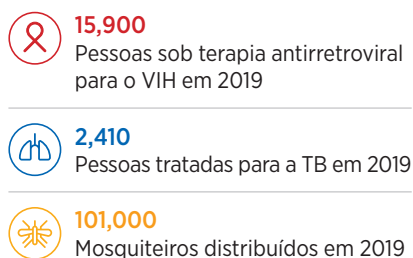 15,900
Pessoas sob terapia antirretroviral
para o VIH em 2019
2,410
Pessoas tratadas para a TB em 2019
101,000
Mosquiteiros distribuídos em 2019